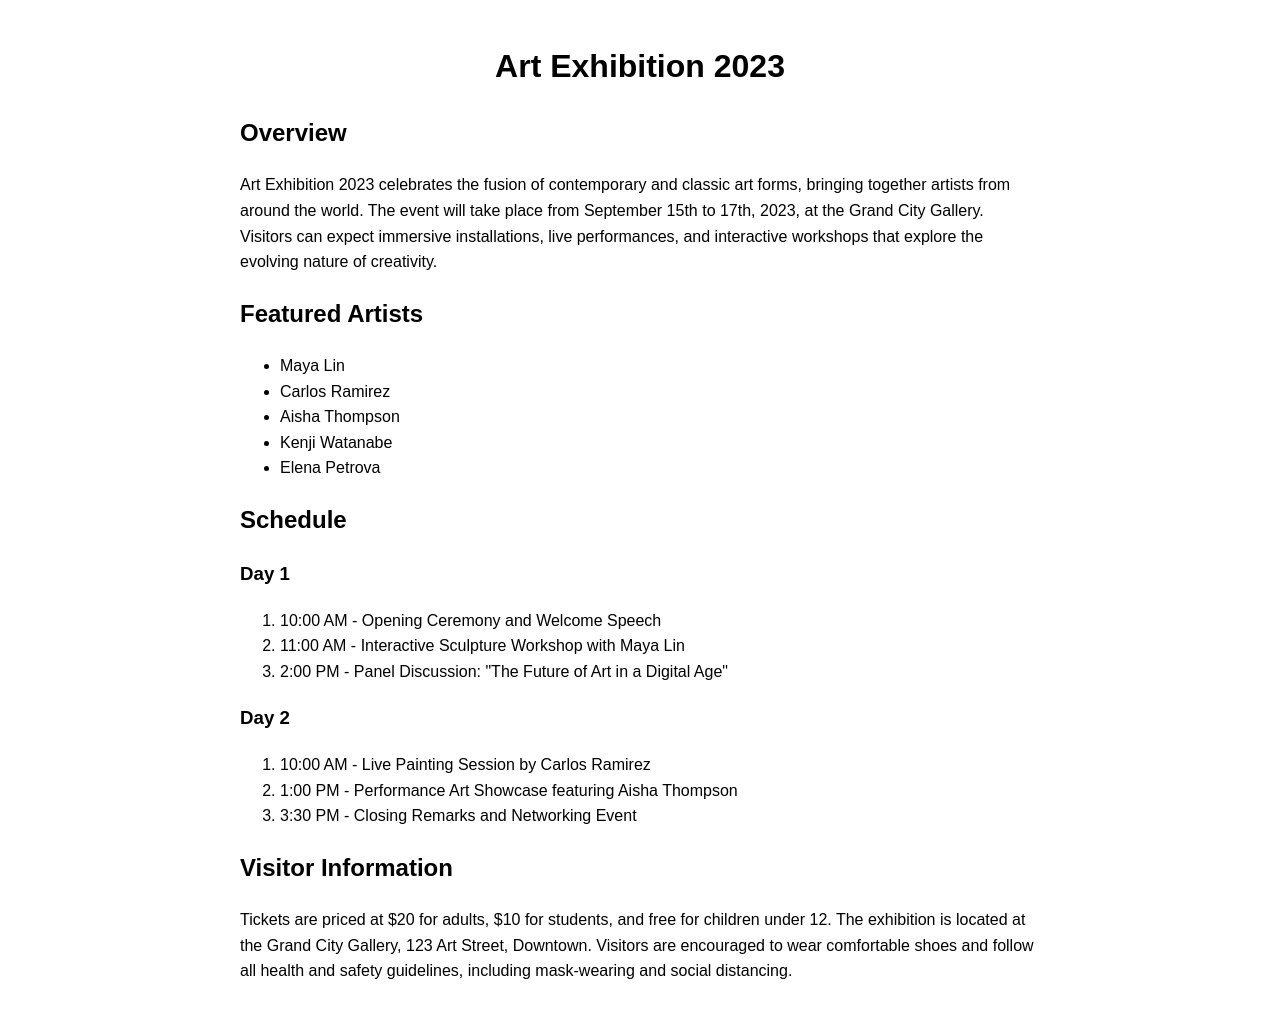 Art Exhibition 2023
Overview
Art Exhibition 2023 celebrates the fusion of contemporary and classic art forms, bringing together artists from
around the world. The event will take place from September 15th to 17th, 2023, at the Grand City Gallery.
Visitors can expect immersive installations, live performances, and interactive workshops that explore the
evolving nature of creativity.
Featured Artists
• Maya Lin
• Carlos Ramirez
• Aisha Thompson
• Kenji Watanabe
• Elena Petrova
Schedule
Day 1
1. 10:00 AM - Opening Ceremony and Welcome Speech
2. 11:00 AM - Interactive Sculpture Workshop with Maya Lin
3. 2:00 PM - Panel Discussion: "The Future of Art in a Digital Age"
Day 2
1. 10:00 AM - Live Painting Session by Carlos Ramirez
2. 1:00 PM - Performance Art Showcase featuring Aisha Thompson
3. 3:30 PM - Closing Remarks and Networking Event
Visitor Information
Tickets are priced at $20 for adults, $10 for students, and free for children under 12. The exhibition is located at
the Grand City Gallery, 123 Art Street, Downtown. Visitors are encouraged to wear comfortable shoes and follow
all health and safety guidelines, including mask-wearing and social distancing.